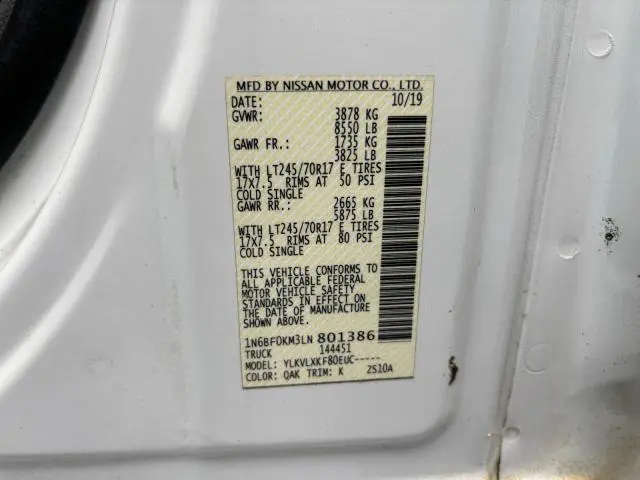 MFD BY NISSAN MOTOR CO., LTD.
DATE: 10/19
GVWR: 3878 KG
8550 LB
GAWR FR.: 1735 KG
3825 LB
WITH LT245/70R17 E TIRES
17X7.5 RIMS AT 50 PSI
COLD SINGLE
GAWR RR.: 2665 KG
5875 LB
WITH LT245/70R17 E TIRES
17X7.5 RIMS AT 80 PSI
COLD SINGLE
THIS VEHICLE CONFORMS TO
ALL APPLICABLE FEDERAL
MOTOR VEHICLE SAFETY
STANDARDS IN EFFECT ON
THE DATE OF MANUFACTURE
SHOWN ABOVE.
1N6BF0KM3LN801386
TRUCK 144451
MODEL: YLKVLXKF80EUC-----
COLOR: QAK TRIM: K 2S10A